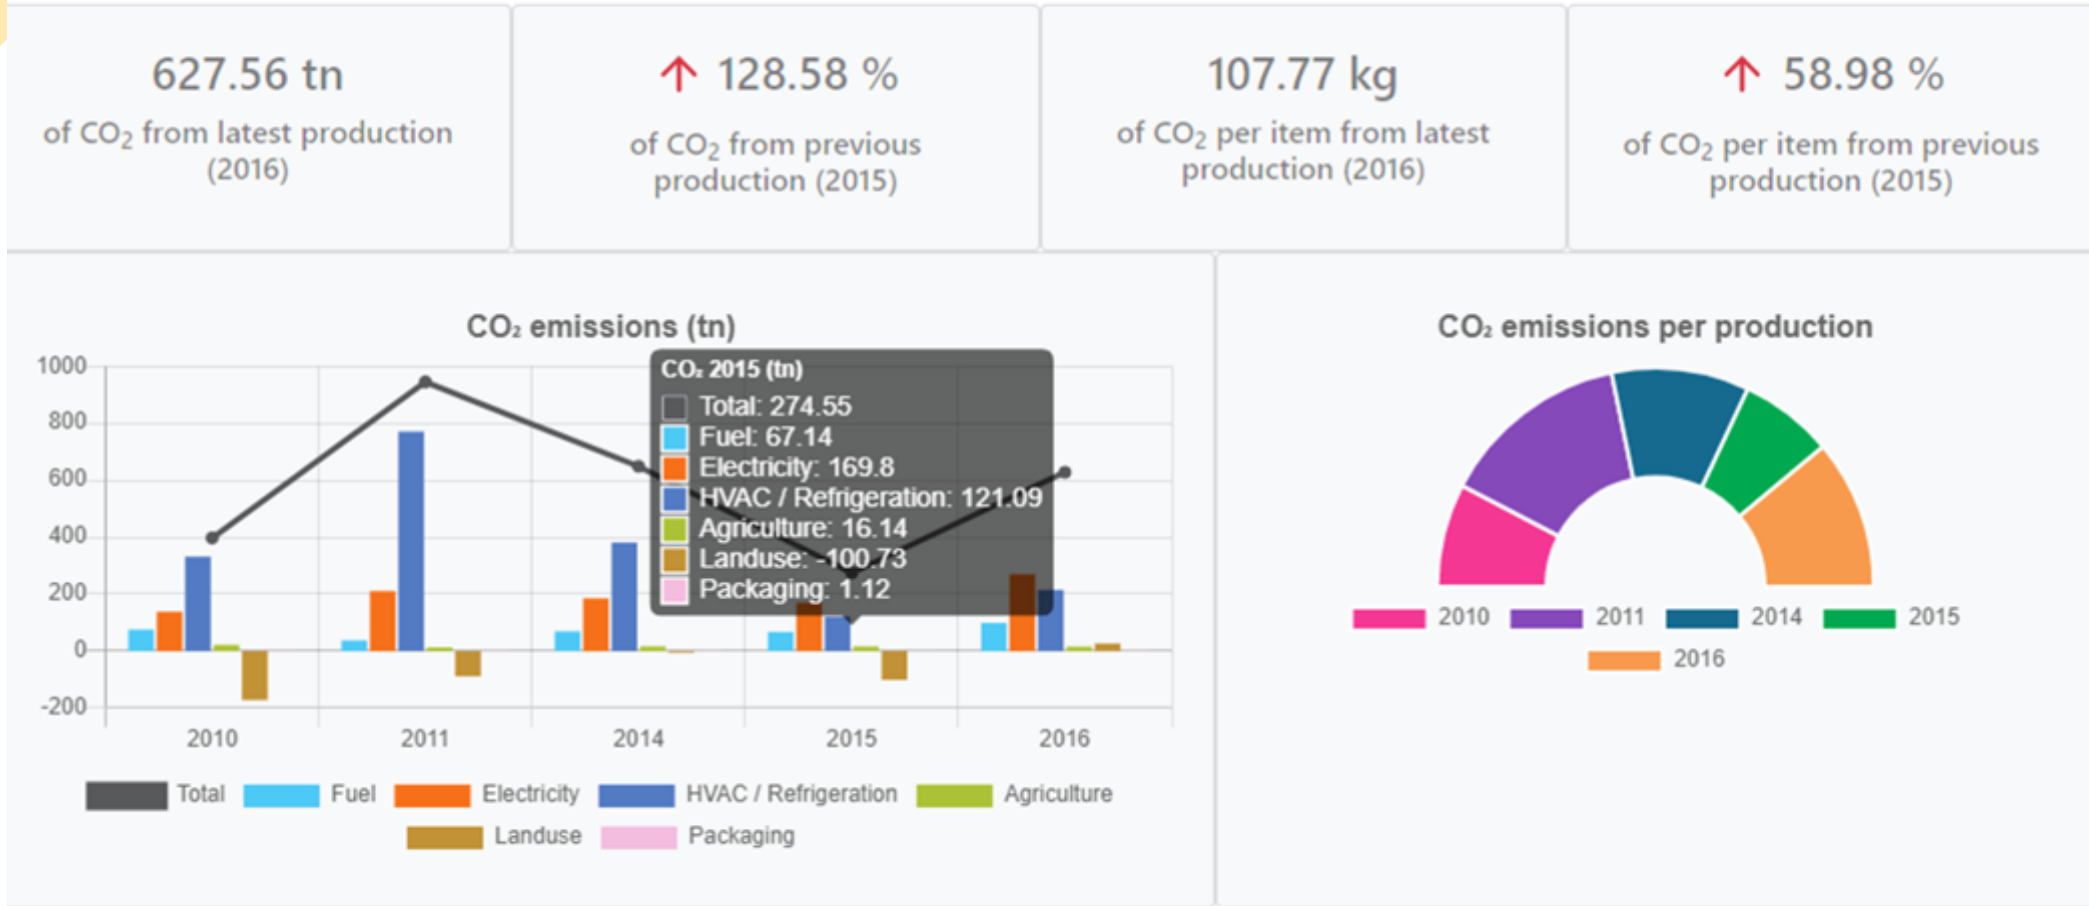 627.56 tn
of CO₂ from latest production
(2016)
↑ 128.58 %
of CO₂ from previous
production (2015)
107.77 kg
of CO₂ per item from latest
production (2016)
↑ 58.98 %
of CO₂ per item from previous
production (2015)
CO₂ emissions (tn)
1000
800
600
400
200
0
-200
CO₂ 2015 (tn)
Total: 274.55
Fuel: 67.14
Electricity: 169.8
HVAC / Refrigeration: 121.09
Agriculture: 16.14
Landuse: -100.73
Packaging: 1.12
2010 2011 2014 2015 2016
Total Fuel Electricity HVAC / Refrigeration Agriculture
Landuse Packaging
CO₂ emissions per production
2010 2011 2014 2015
2016